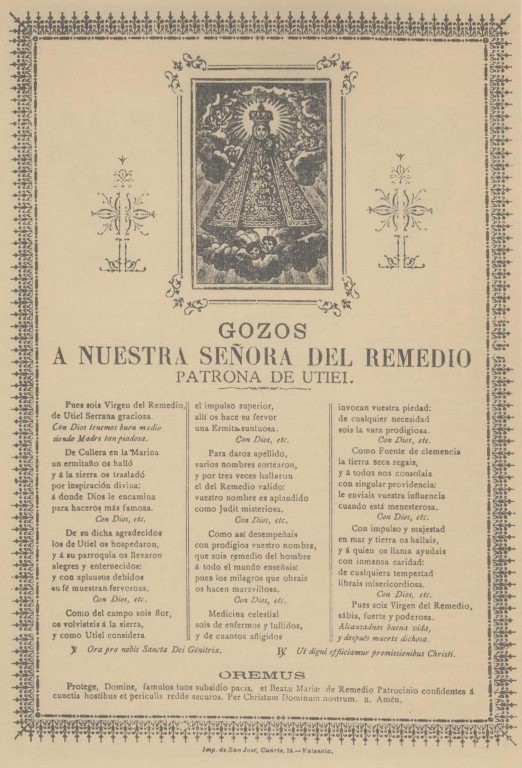 GOZOS
A NUESTRA SEÑORA DEL REMEDIO
PATRONA DE UTIEL.
Pues sois Virgen del Remedio,
de Utiel Serrana graciosa.
Con Dios tenemos buen medio
siendo Madre tan piadosa.
De Cullera en la Marina
un ermitaño os halló
y á la sierra os trasladó
por inspiración divina:
á donde Dios le encamina
para haceros más famosa.
Con Dios, etc.
De su dicha agradecidos
los de Utiel os hospedaron,
y á su parroquia os llevaron
alegres y enternecidos:
y con aplausos debidos
su fé muestran fervorosa.
Con Dios, etc.
Como del campo sois flor,
os volvisteis á la sierra,
y como Utiel considera
el impulso superior,
allí os hace su fervor
una Ermita suntuosa.
Con Dios, etc.
Para daros apellido,
varios nombres sortearon,
y por tres veces hallaron
el del Remedio valido:
vuestro nombre es aplaudido
como Judit misteriosa.
Con Dios, etc.
Como así desempeñais
con prodigios vuestro nombre,
que sois remedio del hombre
á todo el mundo enseñais:
pues los milagros que obrais
os hacen maravillosa.
Con Dios, etc.
Medicina celestial
sois de enfermos y tullidos,
y de cuantos afligidos
invocan vuestra piedad:
de cualquier necesidad
sois la vara prodigiosa.
Con Dios, etc.
Como Fuente de clemencia
la tierra seca regais,
y á todos nos consolais
con singular providencia:
le enviais vuestra influencia
cuando está menesterosa.
Con Dios, etc.
Con impulso y majestad
en mar y tierra os hallais,
y á quien os llama ayudais
con inmensa caridad:
de cualquiera tempestad
librais misericordiosa.
Con Dios, etc.
Pues sois Virgen del Remedio,
sábia, fuerte y poderosa.
Alcanzadnos buena vida,
y después muerte dichosa.
℣ Ora pro nobis Sancta Dei Génitrix. ℟ Ut digni efficiamur promissionibus Christi.
OREMUS
Protege, Domine, famulos tuos subsidio pacis, et Beatæ Mariæ de Remedio Patrocinio confidentes á
cunctis hostibus et periculis redde securos. Per Christum Dominum nostrum. ℟. Amén.
Imp. de San José, Cuarte, 18.—Valencia.